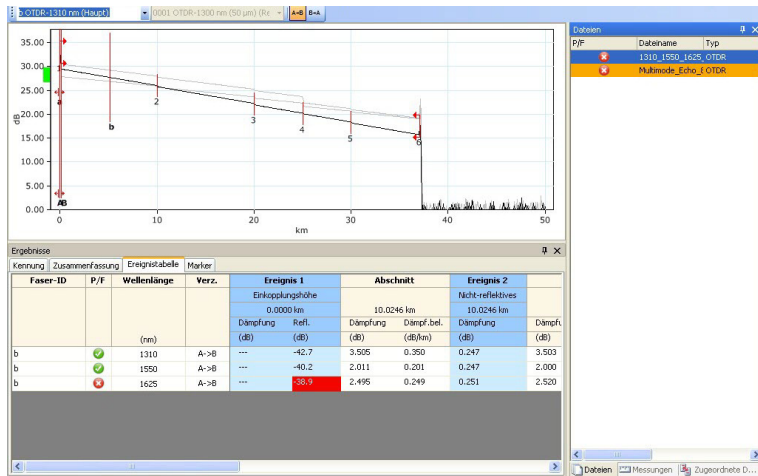 OTDR-1310 nm (Haupt) 0001 OTDR-1300 nm (50 µm) (Re A=B B=A
35.00
30.00
25.00
20.00
15.00
10.00
5.00
0.00
dB
1
a
b
2
3
4
5
6
AB
0 10 20 30 40 50
km
Ergebnisse
Kennung Zusammenfassung Ereignistabelle Marker
Faser-ID P/F Wellenlänge Verz. Ereignis 1 Abschnitt Ereignis 2
Einkopplungshöhe Nicht-reflektives
0.0000 km 10.0246 km 10.0246 km
Dämpfung Refl. Dämpfung Dämpf.bel. Dämpfung Dämpfu
(nm) (dB) (dB) (dB) (dB/km) (dB) (dB)
b 1310 A->B --- -42.7 3.505 0.350 0.247 3.503
b 1550 A->B --- -40.2 2.011 0.201 0.247 2.000
b 1625 A->B --- -38.9 2.495 0.249 0.251 2.520
Dateien
P/F Dateiname Typ
1310_1550_1625_ OTDR
Multimode_Echo_ OTDR
Dateien Messungen Zugeordnete D...